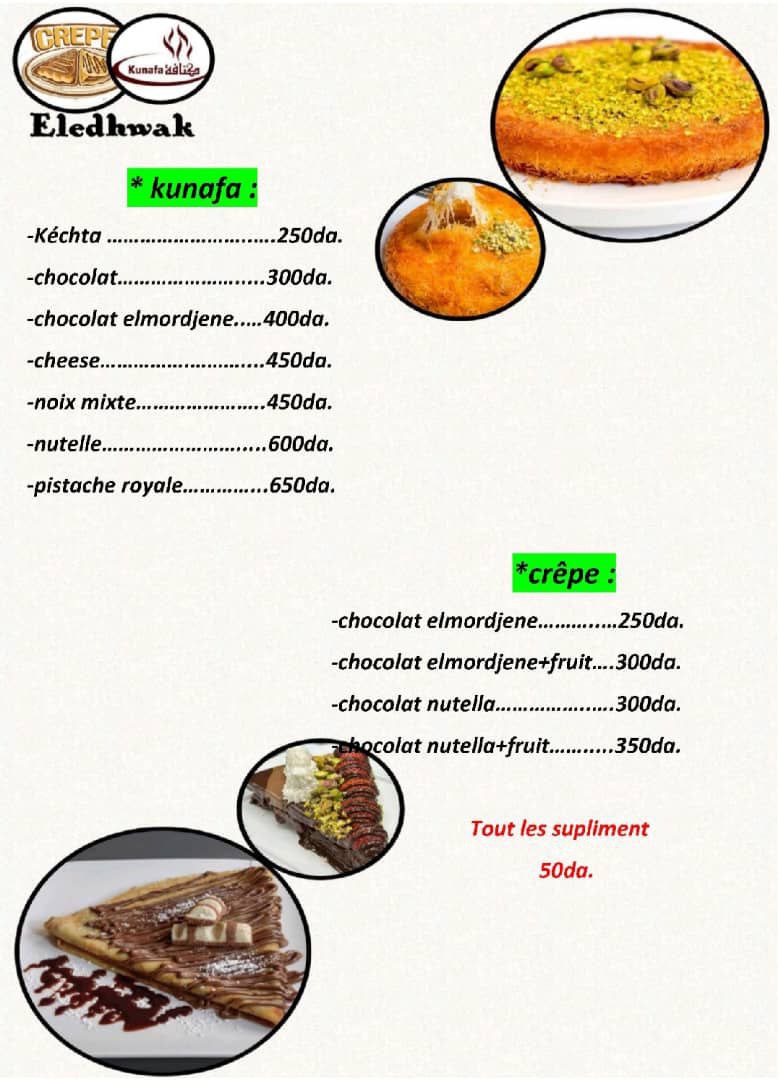 CREPE
Kunafa كنافة
Eledhwak
* kunafa :
-Kéchta ……………………..….250da.
-chocolat…………………......300da.
-chocolat elmordjene..…400da.
-cheese…………….………....450da.
-noix mixte…………………..450da.
-nutelle…………………….....600da.
-pistache royale…………...650da.
*crêpe :
-chocolat elmordjene………..…250da.
-chocolat elmordjene+fruit….300da.
-chocolat nutella……………..….300da.
-chocolat nutella+fruit…….....350da.
Tout les supliment
50da.